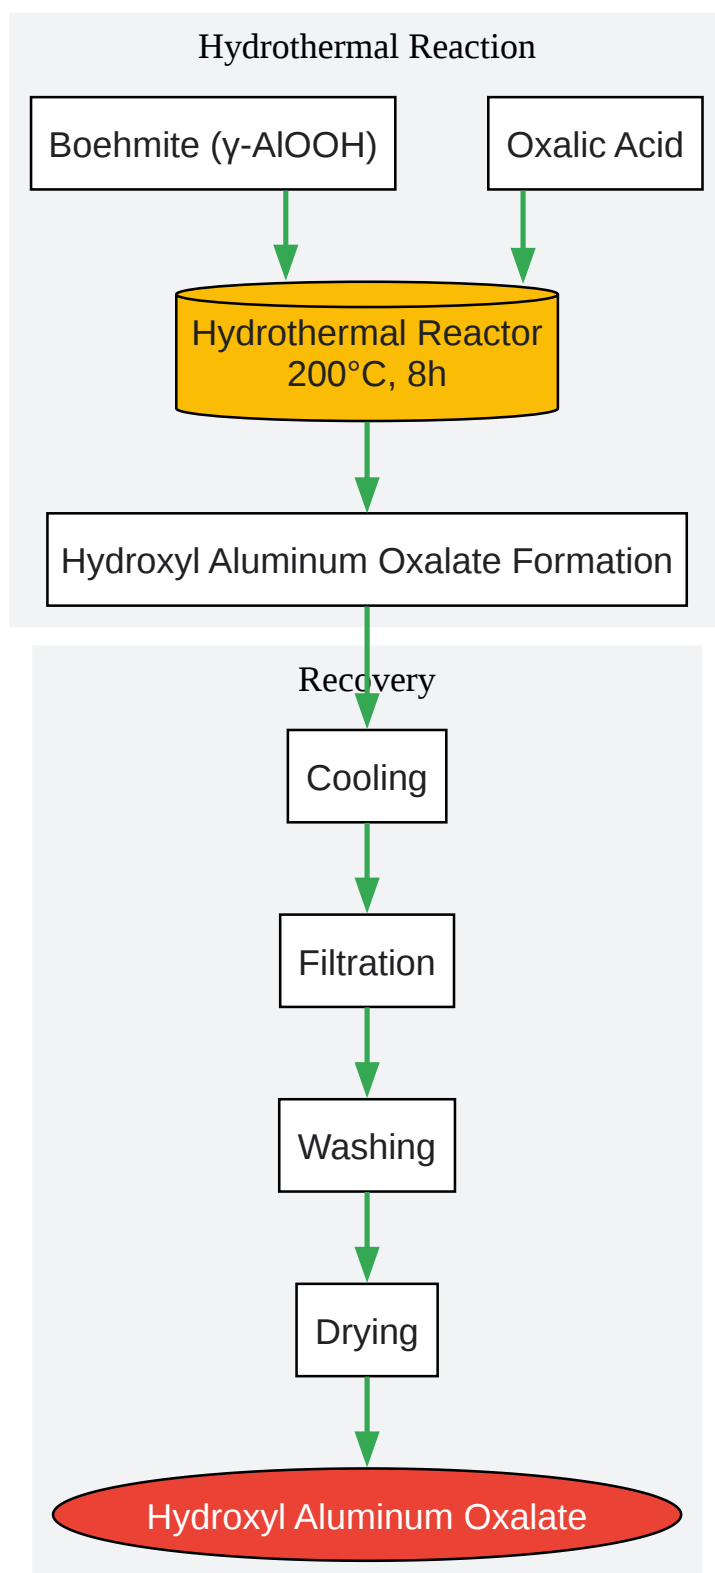 Hydrothermal Reaction
Boehmite (γ-AlOOH)
Oxalic Acid
Hydrothermal Reactor
200°C, 8h
Hydroxyl Aluminum Oxalate Formation
Recovery
Cooling
Filtration
Washing
Drying
Hydroxyl Aluminum Oxalate